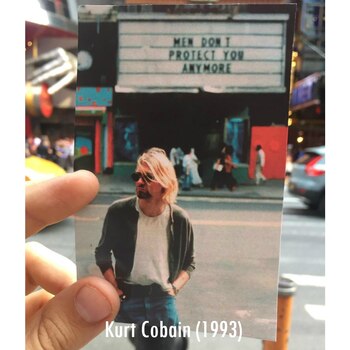 MEN DON'T
PROTECT YOU
ANYMORE
Kurt Cobain (1993)